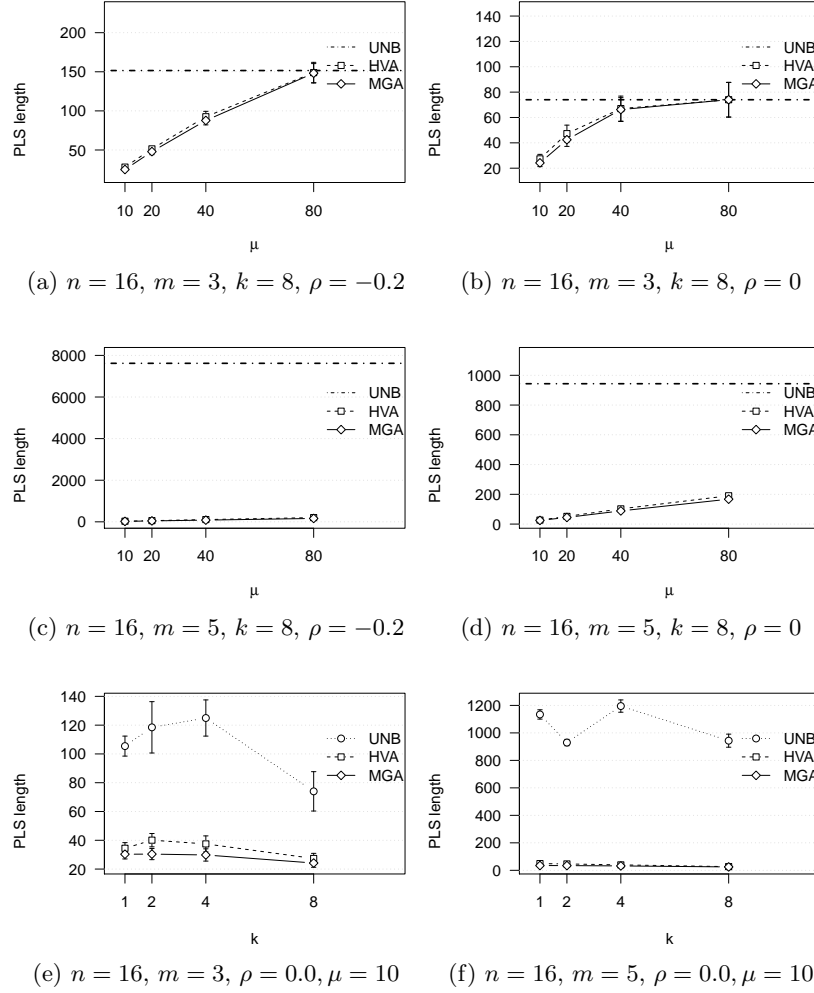 200
150
100
50
PLS length
UNB
HVA
MGA
10 20 40 80
μ
(a) n = 16, m = 3, k = 8, ρ = −0.2
140
120
100
80
60
40
20
PLS length
UNB
HVA
MGA
10 20 40 80
μ
(b) n = 16, m = 3, k = 8, ρ = 0
8000
6000
4000
2000
0
PLS length
UNB
HVA
MGA
10 20 40 80
μ
(c) n = 16, m = 5, k = 8, ρ = −0.2
1000
800
600
400
200
0
PLS length
UNB
HVA
MGA
10 20 40 80
μ
(d) n = 16, m = 5, k = 8, ρ = 0
140
120
100
80
60
40
20
PLS length
UNB
HVA
MGA
1 2 4 8
k
(e) n = 16, m = 3, ρ = 0.0, μ = 10
1200
1000
800
600
400
200
0
PLS length
UNB
HVA
MGA
1 2 4 8
k
(f) n = 16, m = 5, ρ = 0.0, μ = 10